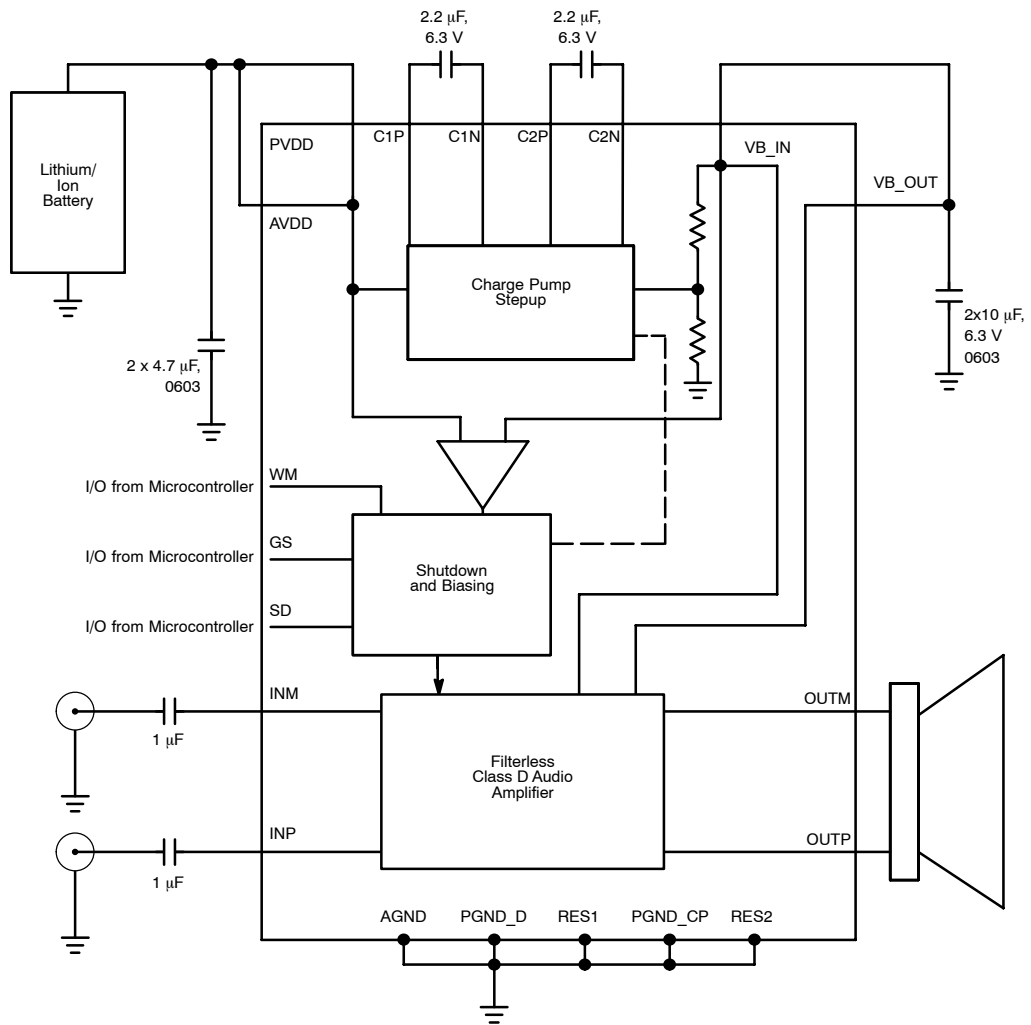 2.2 μF,
6.3 V
2.2 μF,
6.3 V
PVDD
C1P
C1N
C2P
C2N
VB_IN
VB_OUT
Lithium/
Ion
Battery
AVDD
Charge Pump
Stepup
2 x 4.7 μF,
0603
2x10 μF,
6.3 V
0603
I/O from Microcontroller
WM
I/O from Microcontroller
GS
Shutdown
and Biasing
I/O from Microcontroller
SD
INM
OUTM
1 μF
Filterless
Class D Audio
Amplifier
INP
OUTP
1 μF
AGND
PGND_D
RES1
PGND_CP
RES2